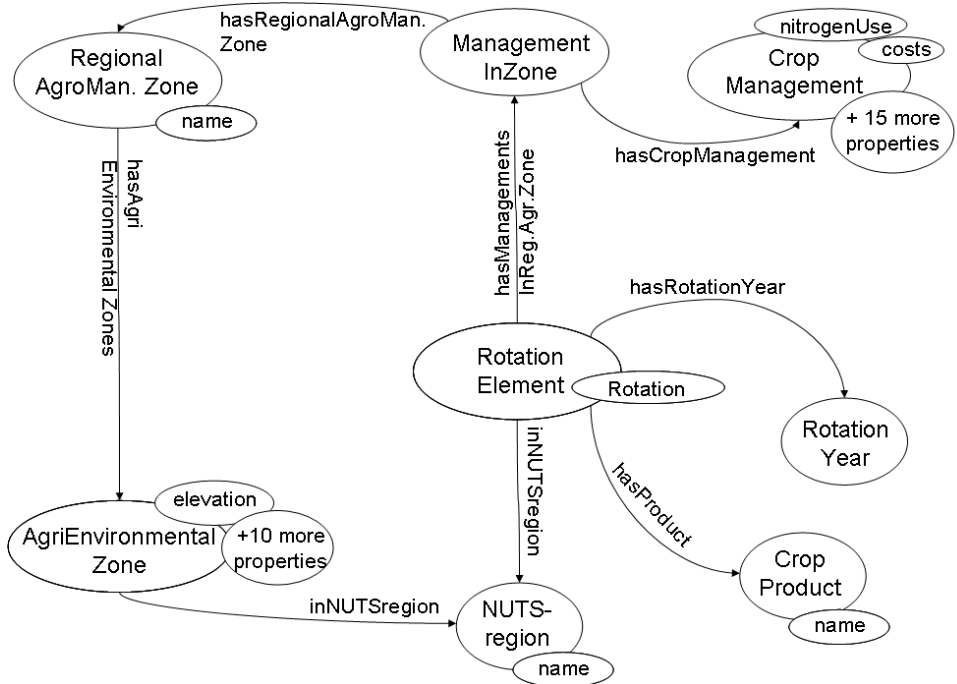 hasRegionalAgroMan.
Zone
Regional
AgroMan. Zone
name
Management
InZone
nitrogenUse
costs
Crop
Management
+ 15 more
properties
hasCropManagement
hasAgri
Environmental Zones
hasManagements
InReg.Agr.Zone
hasRotationYear
Rotation
Element
Rotation
Rotation
Year
inNUTSregion
hasProduct
elevation
AgriEnvironmental
Zone
+10 more
properties
Crop
Product
name
inNUTSregion
NUTS-
region
name